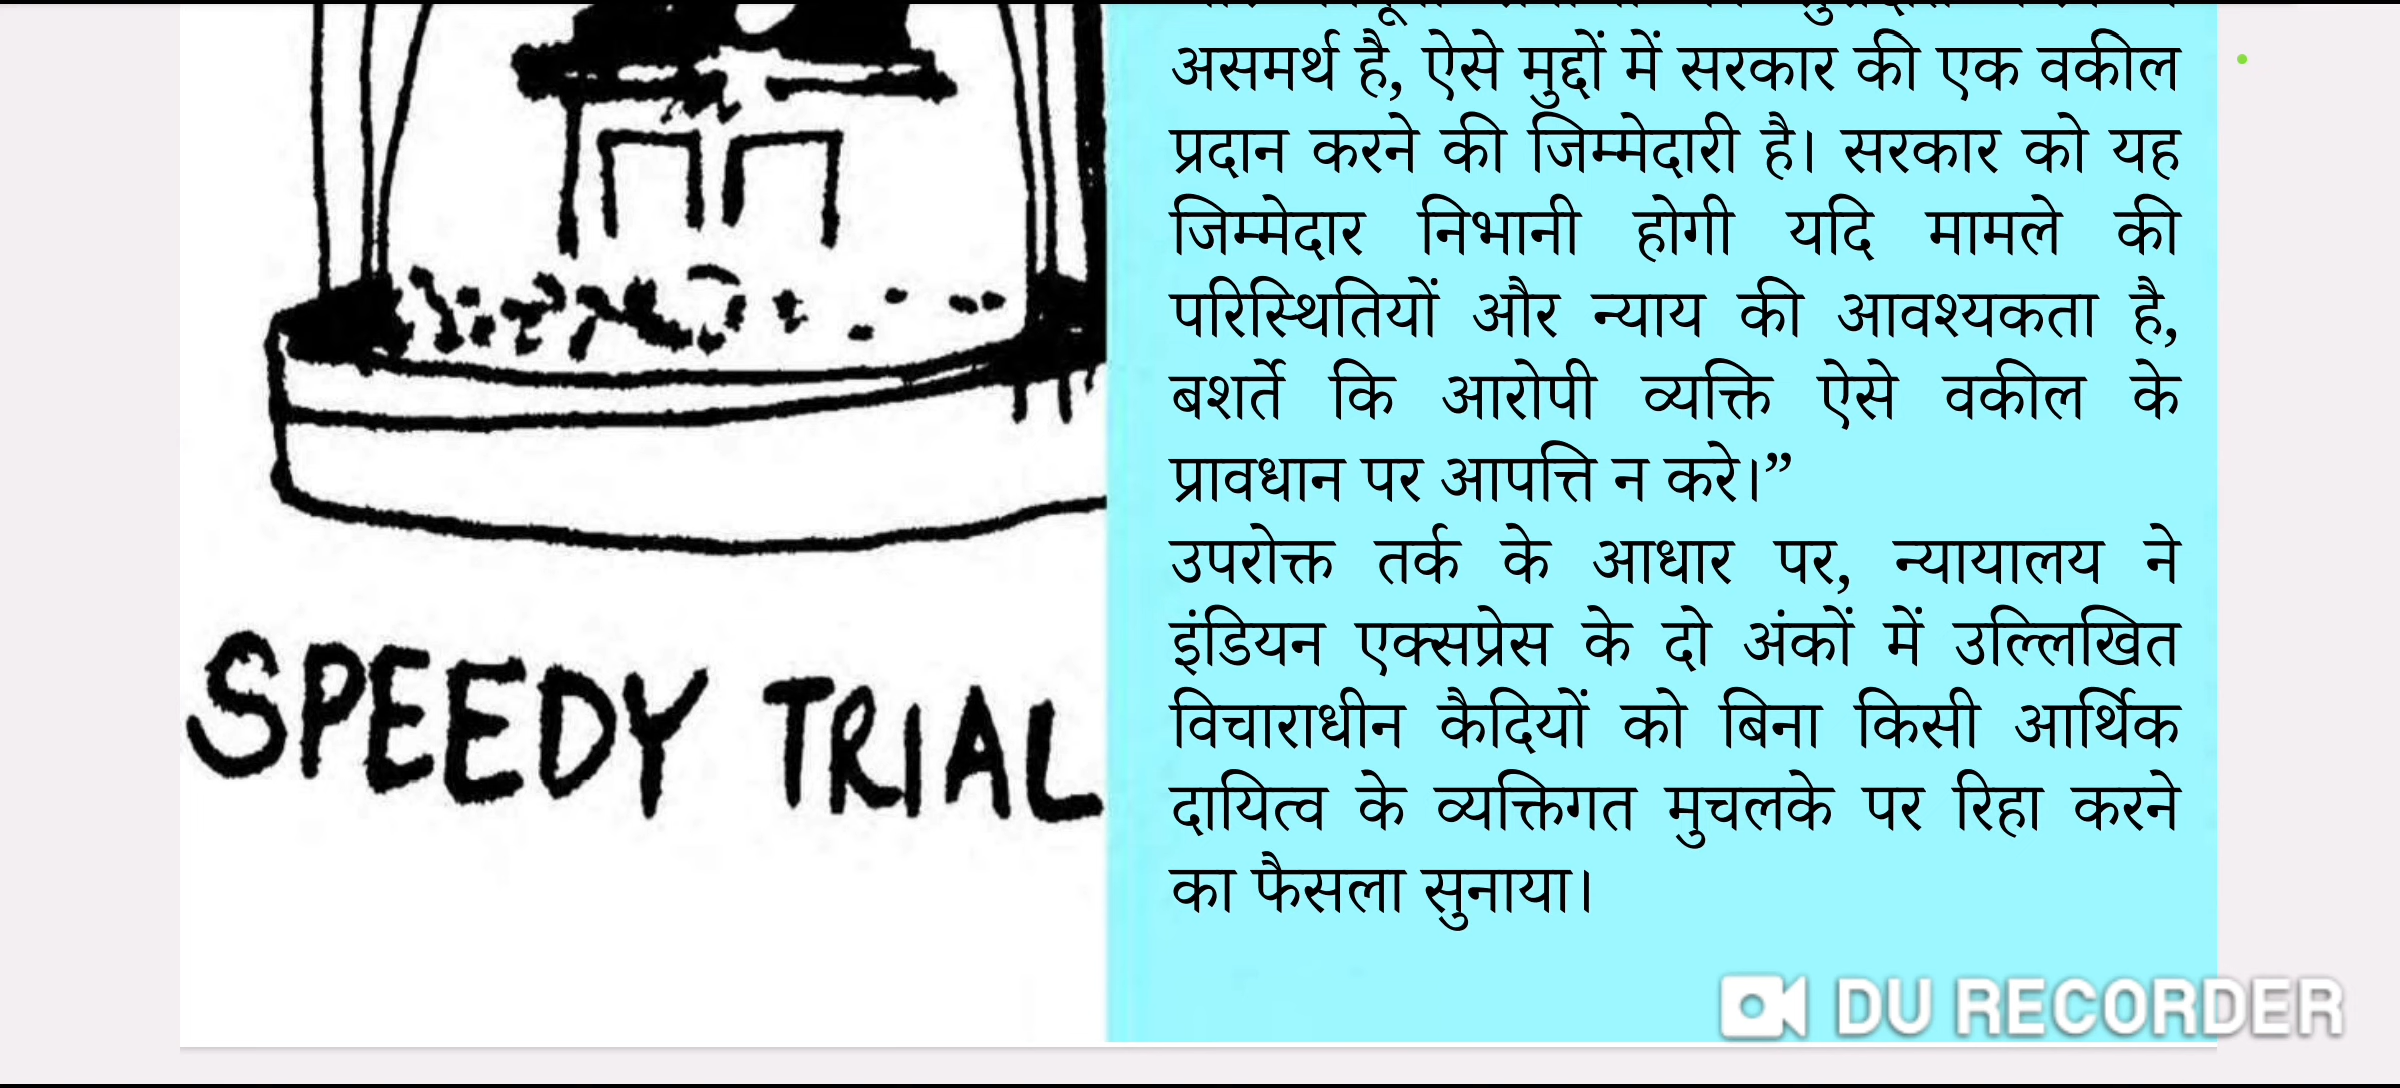 असमर्थ है, ऐसे मुद्दों में सरकार की एक वकील
प्रदान करने की जिम्मेदारी है। सरकार को यह
जिम्मेदार निभानी होगी यदि मामले की
परिस्थितियों और न्याय की आवश्यकता है,
बशर्ते कि आरोपी व्यक्ति ऐसे वकील के
प्रावधान पर आपत्ति न करे।”
उपरोक्त तर्क के आधार पर, न्यायालय ने
इंडियन एक्सप्रेस के दो अंकों में उल्लिखित
विचाराधीन कैदियों को बिना किसी आर्थिक
दायित्व के व्यक्तिगत मुचलके पर रिहा करने
का फैसला सुनाया।
SPEEDY TRIAL
DU RECORDER